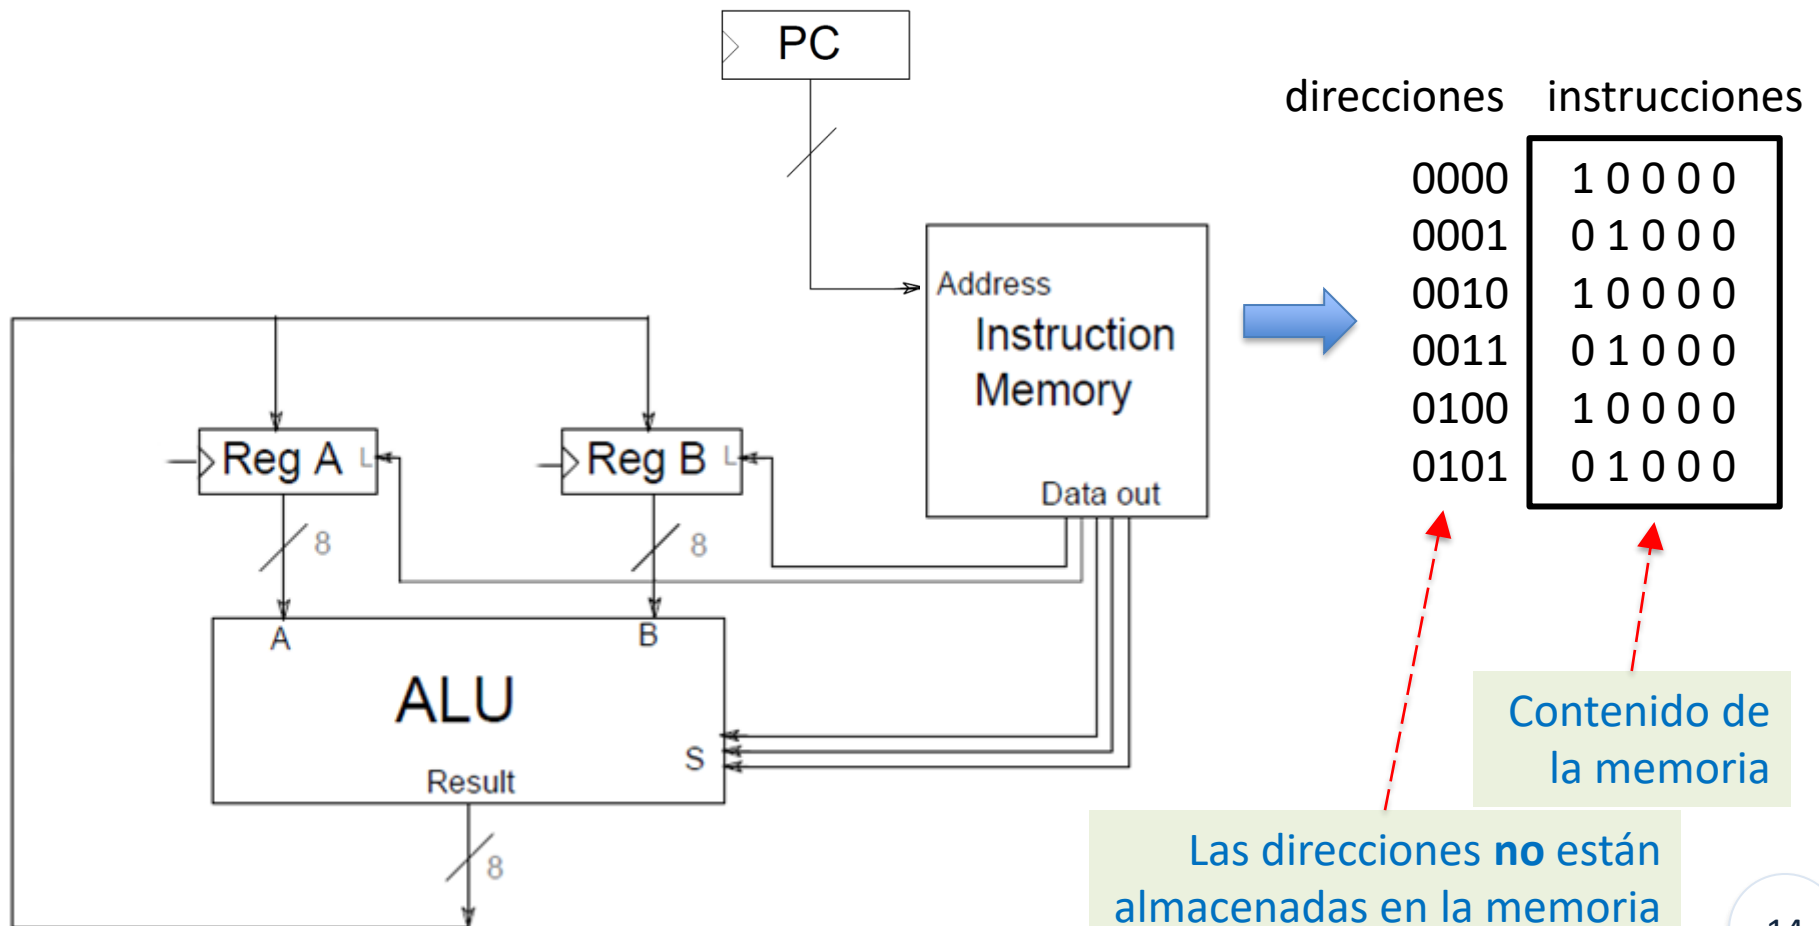 PC
direcciones instrucciones
0000 1 0 0 0 0
0001 0 1 0 0 0
0010 1 0 0 0 0
0011 0 1 0 0 0
0100 1 0 0 0 0
0101 0 1 0 0 0
Address
Instruction
Memory
Data out
Reg A L
Reg B L
8
8
A
B
ALU
S
Result
8
Contenido de
la memoria
Las direcciones no están
almacenadas en la memoria